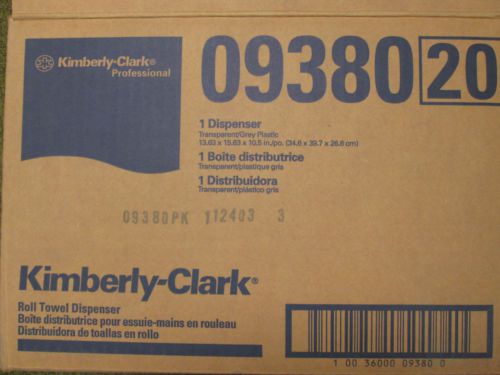 Kimberly-Clark®
Professional
09380 20
1 Dispenser
Transparent/Grey Plastic
13.63 x 15.63 x 10.5 in./po. (34.6 x 39.7 x 26.6 cm)
1 Boîte distributrice
Transparent/plastique gris
1 Distribuidora
Transparent/plástico gris
09380PK 112403 3
Kimberly-Clark®
Roll Towel Dispenser
Boîte distributrice pour essuie-mains en rouleau
Distribuidora de toallas en rollo
1 00 36000 09380 0